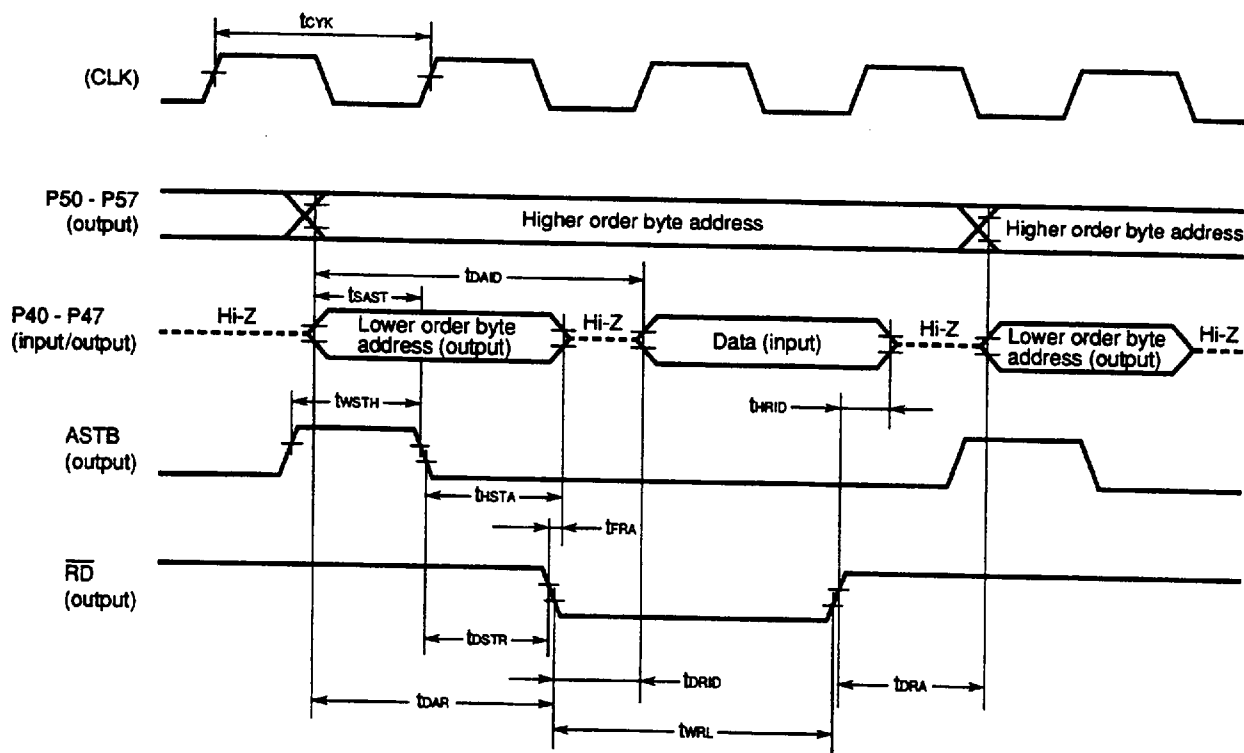 tCYK
(CLK)
P50 - P57
(output)
Higher order byte address
Higher order byte address
tDAID
tSAST
P40 - P47
(input/output)
Hi-Z
Lower order byte
address (output)
Hi-Z
Data (input)
Hi-Z
Lower order byte
address (output)
Hi-Z
tWSTH
tHRID
ASTB
(output)
tHSTA
tFRA
RD
(output)
tDSTR
tDRID
tDRA
tDAR
tWRL